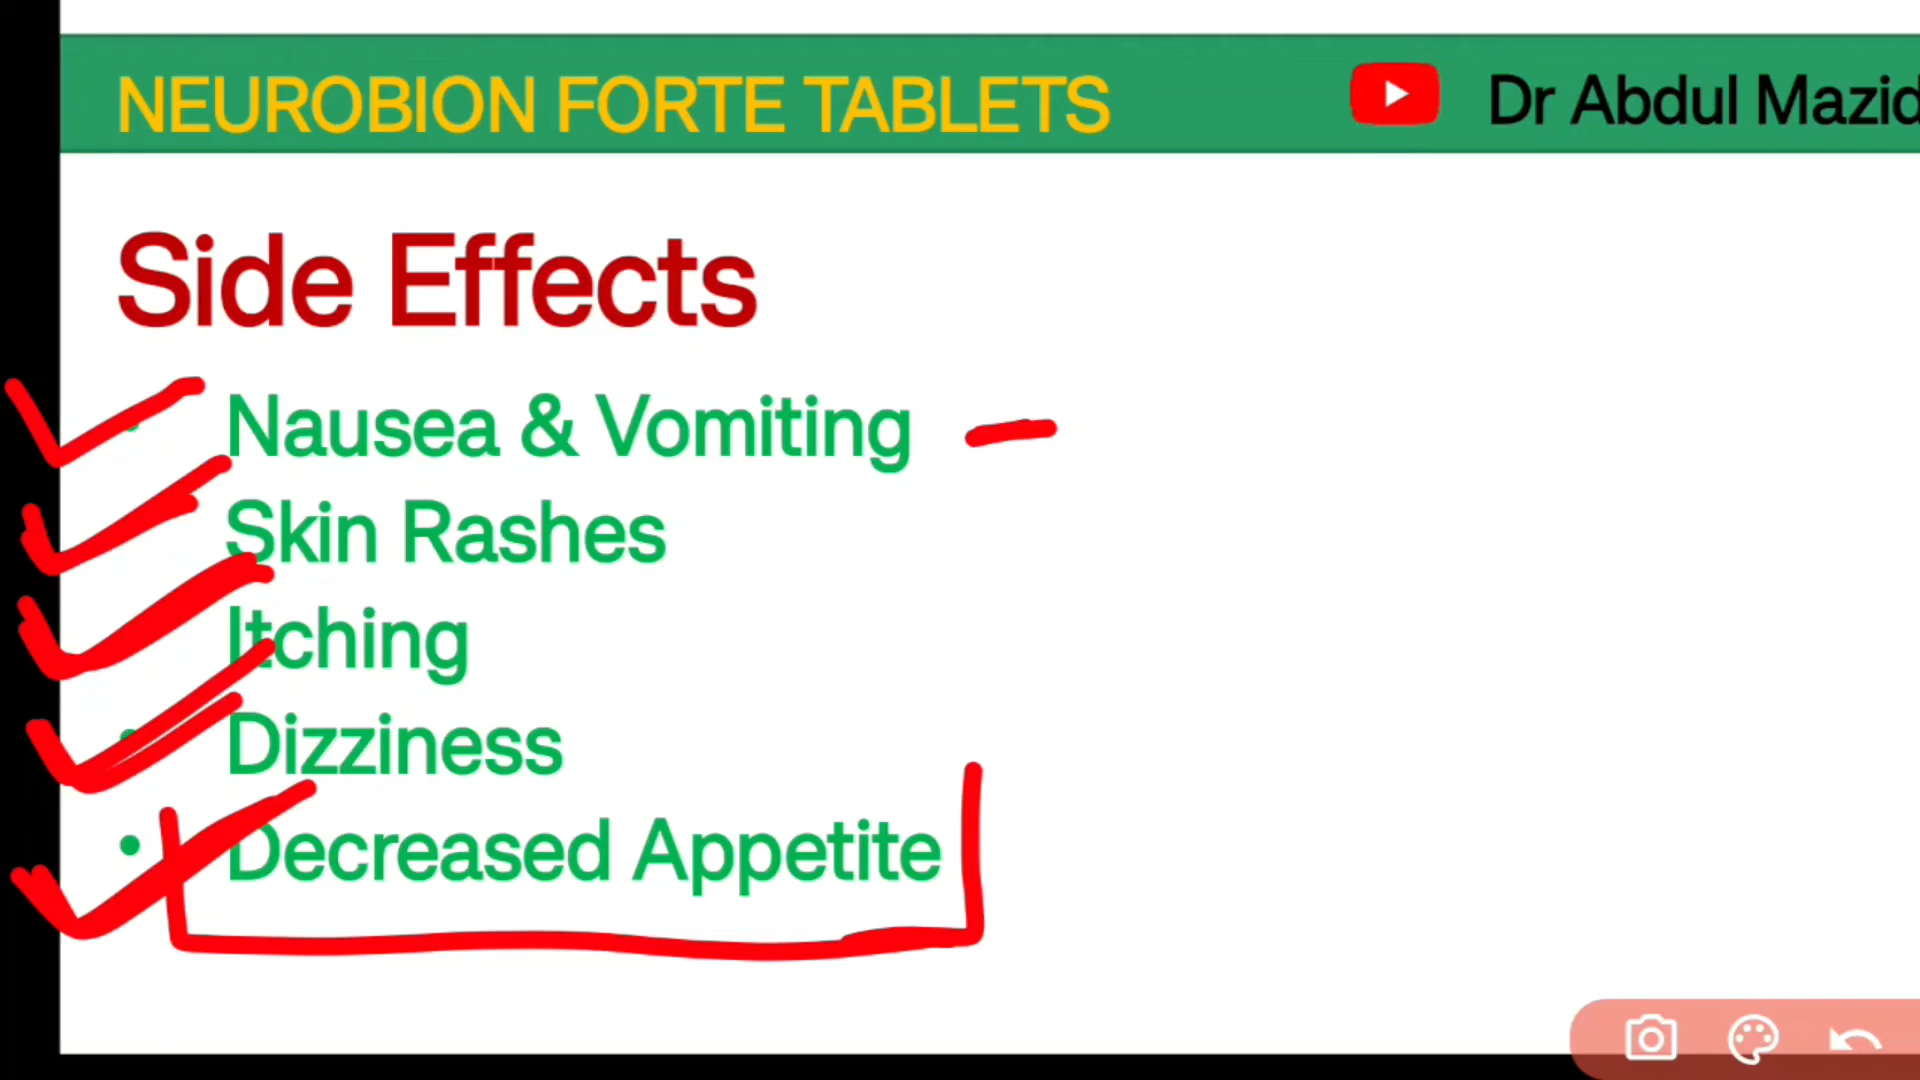 NEUROBION FORTE TABLETS
Dr Abdul Mazid
Side Effects
• Nausea & Vomiting
Skin Rashes
Itching
• Dizziness
• Decreased Appetite